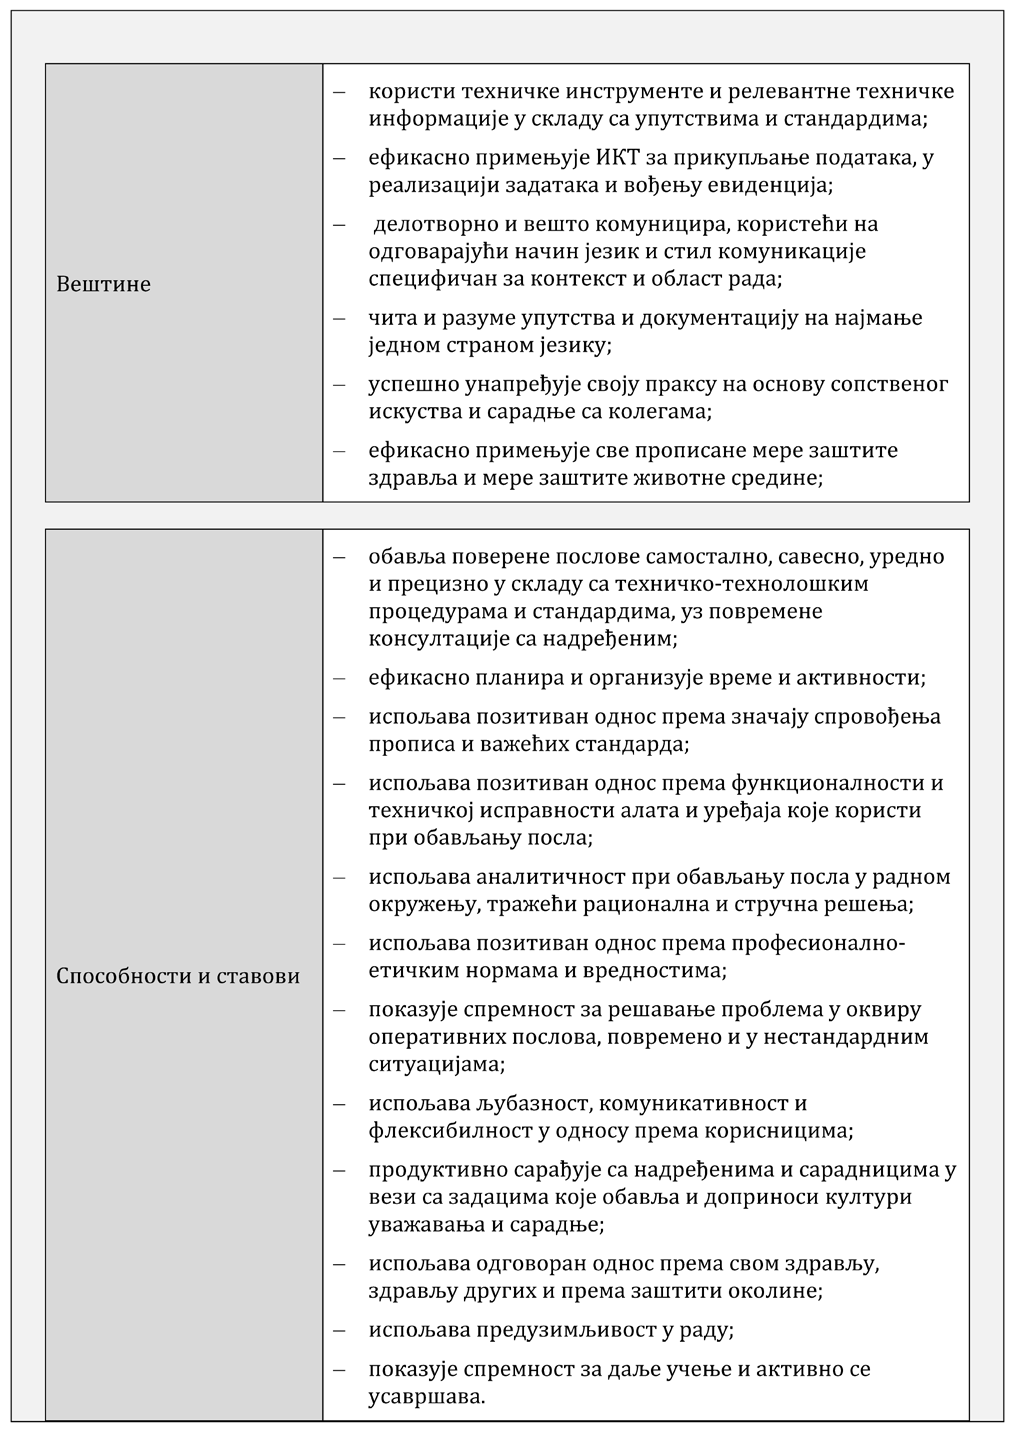 Вештине
– користи техничке инструменте и релевантне техничке
информације у складу са упутствима и стандардима;
– ефикасно примењује ИКТ за прикупљање података, у
реализацији задатака и вођењу евиденција;
– делотворно и вешто комуницира, користећи на
одговарајући начин језик и стил комуникације
специфичан за контекст и област рада;
– чита и разуме упутства и документацију на најмање
једном страном језику;
– успешно унапређује своју праксу на основу сопственог
искуства и сарадње са колегама;
– ефикасно примењује све прописане мере заштите
здравља и мере заштите животне средине;
Способности и ставови
– обавља поверене послове самостално, савесно, уредно
и прецизно у складу са техничко-технолошким
процедурама и стандардима, уз повремене
консултације са надређеним;
– ефикасно планира и организује време и активности;
– испољава позитиван однос према значају спровођења
прописа и важећих стандарда;
– испољава позитиван однос према функционалности и
техничкој исправности алата и уређаја које користи
при обављању посла;
– испољава аналитичност при обављању посла у радном
окружењу, тражећи рационална и стручна решења;
– испољава позитиван однос према професионално-
етичким нормама и вредностима;
– показује спремност за решавање проблема у оквиру
оперативних послова, повремено и у нестандардним
ситуацијама;
– испољава љубазност, комуникативност и
флексибилност у односу према корисницима;
– продуктивно сарађује са надређенима и сарадницима у
вези са задацима које обавља и доприноси култури
уважавања и сарадње;
– испољава одговоран однос према свом здрављу,
здрављу других и према заштити околине;
– испољава предузимљивост у раду;
– показује спремност за даље учење и активно се
усавршава.